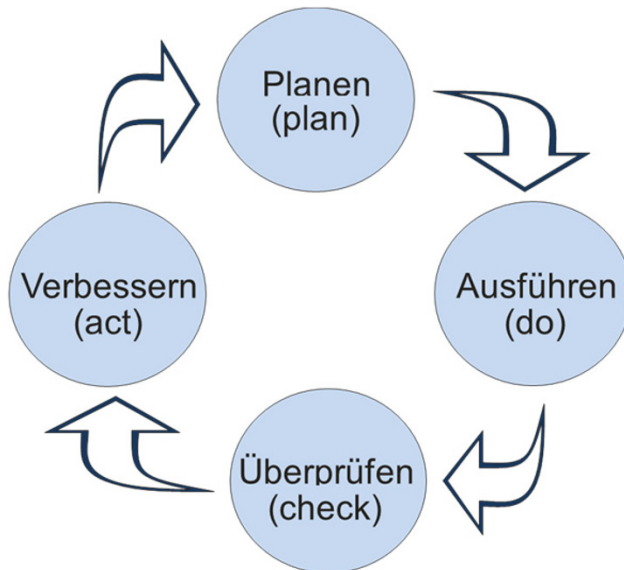 Planen
(plan)
Ausführen
(do)
Überprüfen
(check)
Verbessern
(act)